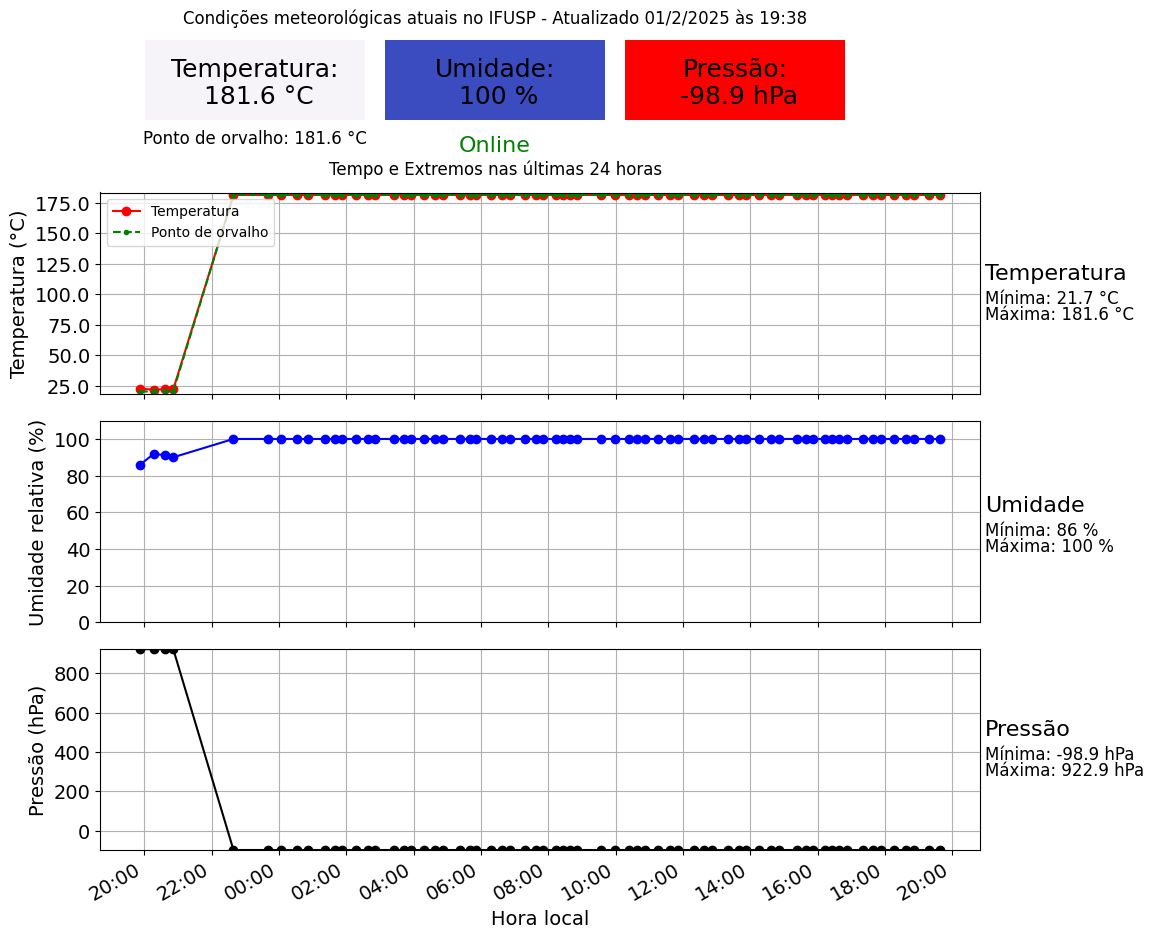 Condições meteorológicas atuais no IFUSP - Atualizado 01/2/2025 às 19:38
Temperatura:
181.6 °C
Umidade:
100 %
Pressão:
-98.9 hPa
Ponto de orvalho: 181.6 °C
Online
Tempo e Extremos nas últimas 24 horas
Temperatura (°C)
175.0
150.0
125.0
100.0
75.0
50.0
25.0
Temperatura
Ponto de orvalho
Temperatura
Mínima: 21.7 °C
Máxima: 181.6 °C
Umidade relativa (%)
100
80
60
40
20
0
Umidade
Mínima: 86 %
Máxima: 100 %
Pressão (hPa)
800
600
400
200
0
Pressão
Mínima: -98.9 hPa
Máxima: 922.9 hPa
20:00 22:00 00:00 02:00 04:00 06:00 08:00 10:00 12:00 14:00 16:00 18:00 20:00
Hora local